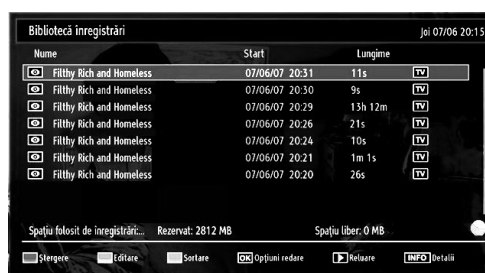 Bibliotecă înregistrări Joi 07/06 20:15
Nume Start Lungime
Filthy Rich and Homeless 07/06/07 20:31 11s TV
Filthy Rich and Homeless 07/06/07 20:30 9s TV
Filthy Rich and Homeless 07/06/07 20:29 13h 12m TV
Filthy Rich and Homeless 07/06/07 20:26 21s TV
Filthy Rich and Homeless 07/06/07 20:24 10s TV
Filthy Rich and Homeless 07/06/07 20:21 1m 1s TV
Filthy Rich and Homeless 07/06/07 20:20 26s TV
Spaţiu folosit de înregistrări:... Rezervat: 2812 MB Spaţiu liber: 0 MB
Ştergere Editare Sortare OK Opţiuni redare Reluare INFO Detalii